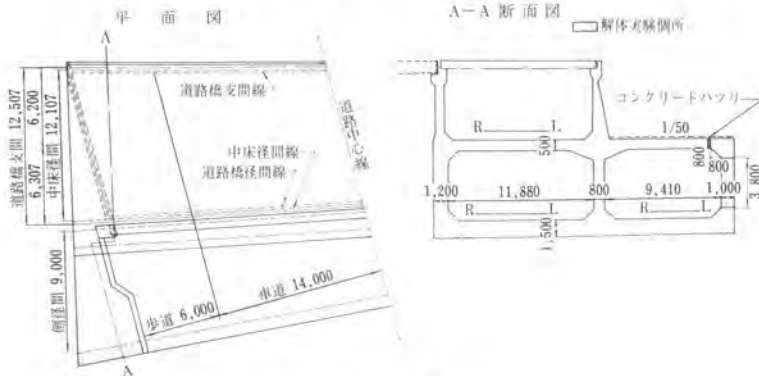 平面図
A
道路橋支間 12,507
6,200
6,307
中床径間 12,107
側径間 9,000
道路橋支間線
道路中心線
中床径間線
道路橋径間線
歩道 6,000
車道 14,000
A
A-A 断面図
解体実験個所
コンクリートハツリ
1/50
R L
500
800
800
3,800
1,200
11,880
800
9,410
1,000
R L
R L
1,500